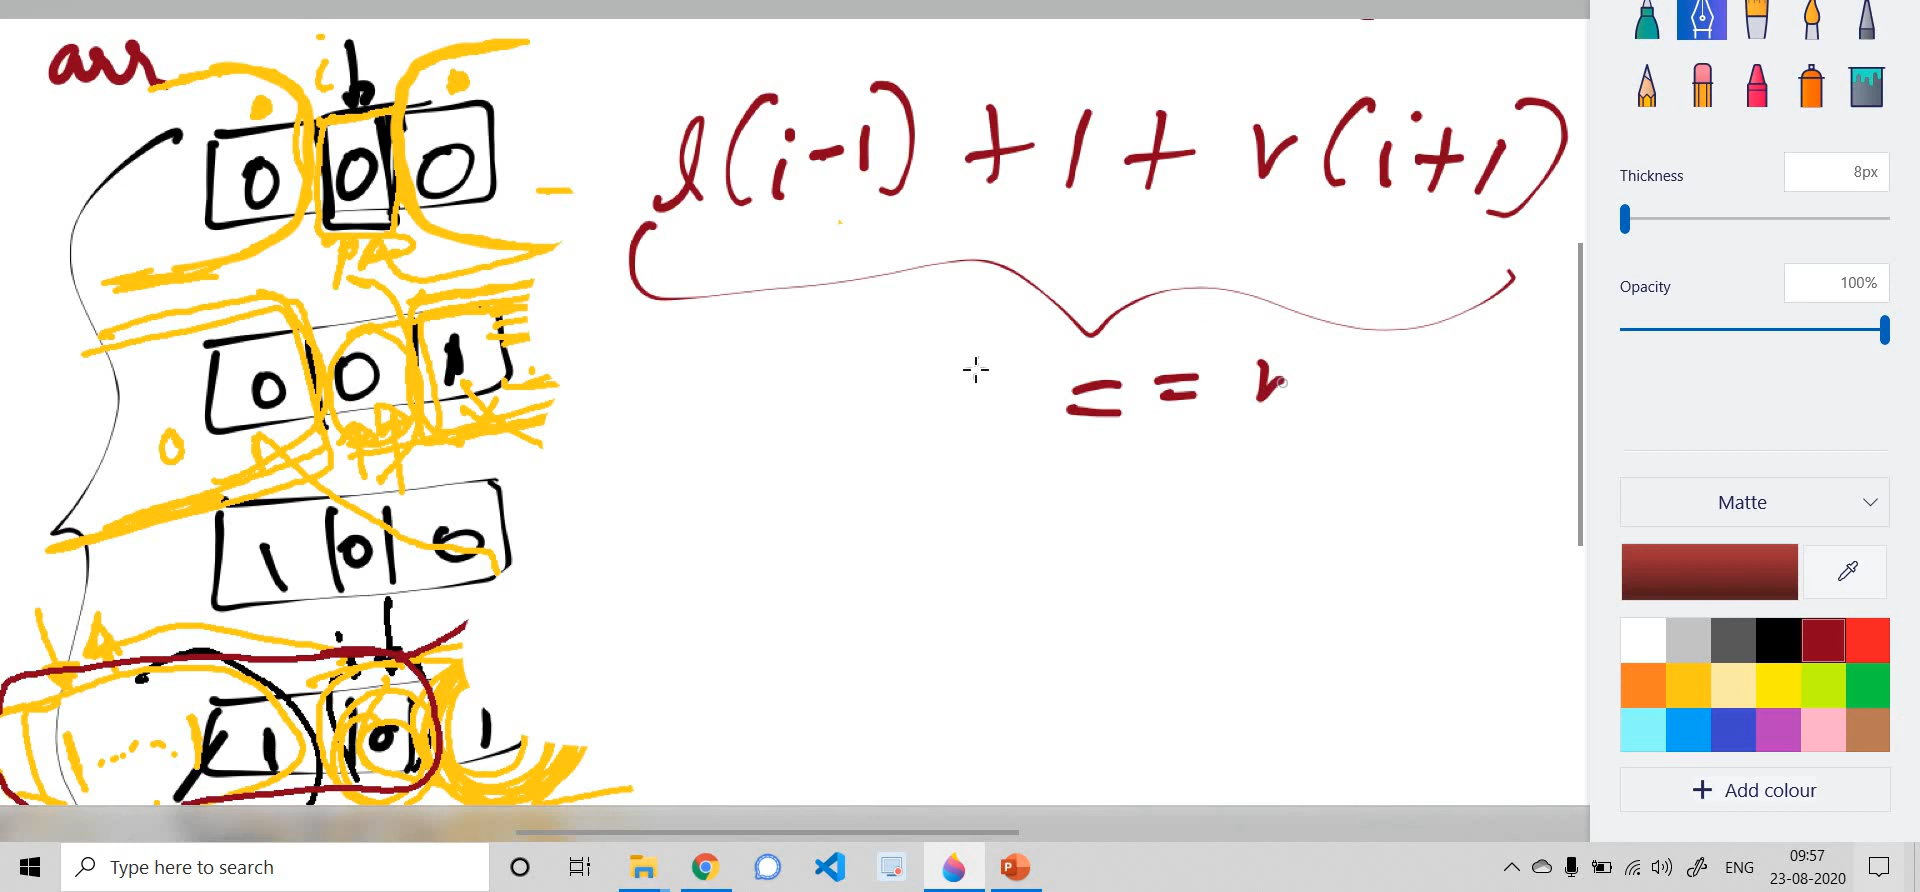 arr
i
0 0 0
l(i-1) + 1 + r(i+1)
0 0 1
0
== r
1 0 0
i
1 0 1
Thickness
8px
Opacity
100%
Matte
+ Add colour
Type here to search
ENG
09:57
23-08-2020